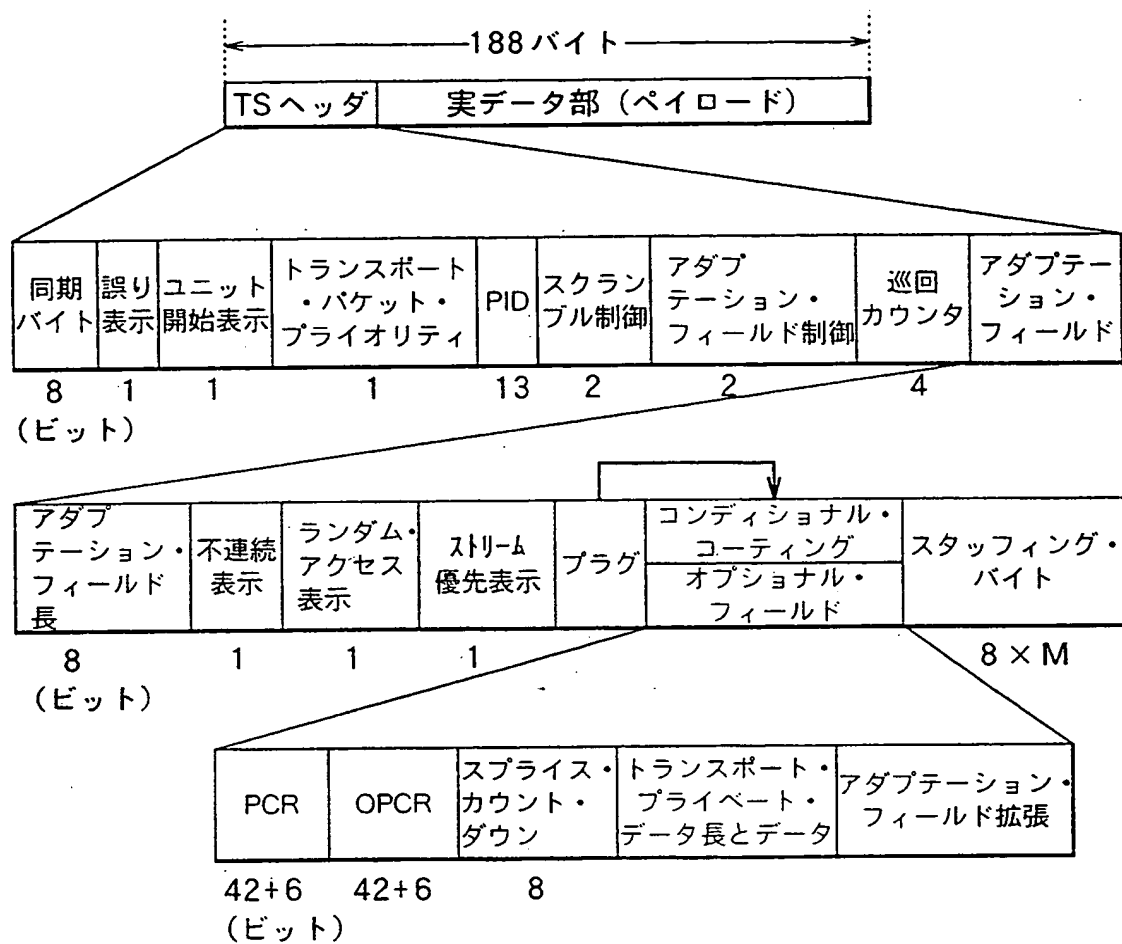 188バイト
TSヘッダ
実データ部(ペイロード)
同期
バイト
誤り
表示
ユニット
開始表示
トランスポート
・パケット・
プライオリティ
PID
スクラン
ブル制御
アダプ
テーション・
フィールド制御
巡回
カウンタ
アダプテー
ション・
フィールド
8
1
1
1
13
2
2
4
(ビット)
アダプ
テーション・
フィールド
長
不連続
表示
ランダム・
アクセス
表示
ストリーム
優先表示
プラグ
コンディショナル・
コーティング
オプショナル・
フィールド
スタッフィング・
バイト
8
1
1
1
8×M
(ビット)
PCR
OPCR
スプライス・
カウント・
ダウン
トランスポート・
プライベート・
データ長とデータ
アダプテーション・
フィールド拡張
42+6
42+6
8
(ビット)